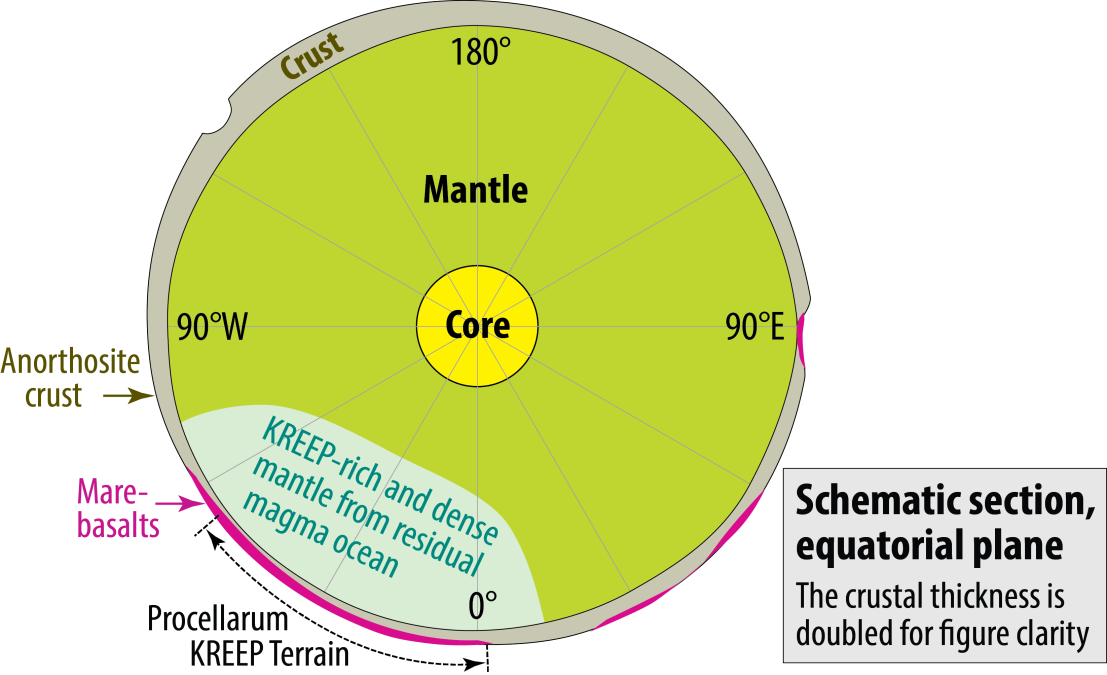 Crust
180°
Mantle
90°W
Core
90°E
Anorthosite
crust
KREEP-rich and dense
mantle from residual
magma ocean
Mare-
basalts
0°
Procellarum
KREEP Terrain
Schematic section,
equatorial plane
The crustal thickness is
doubled for figure clarity